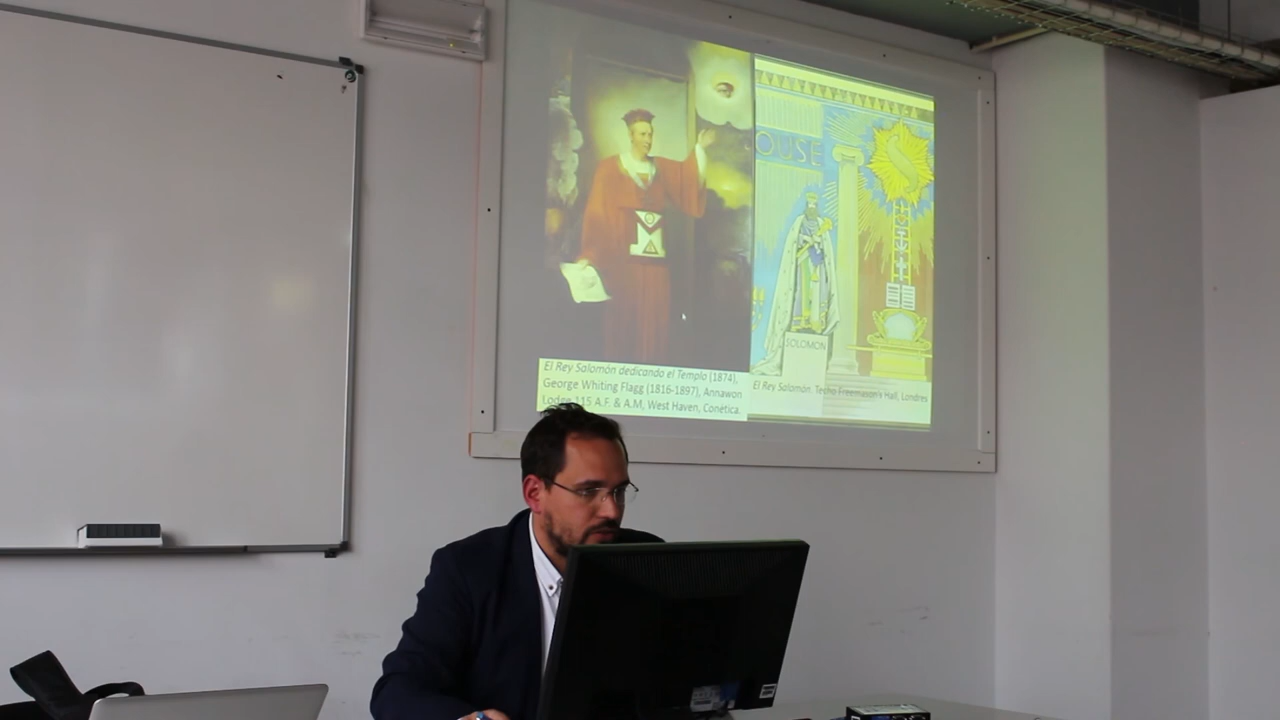 OUSE
SOLOMON
El Rey Salomón dedicando el Templo (1874),
George Whiting Flagg (1816-1897), Annawon
Lodge 115 A.F. & A.M, West Haven, Conética.
El Rey Salomón. Techo Freemason's Hall, Londres